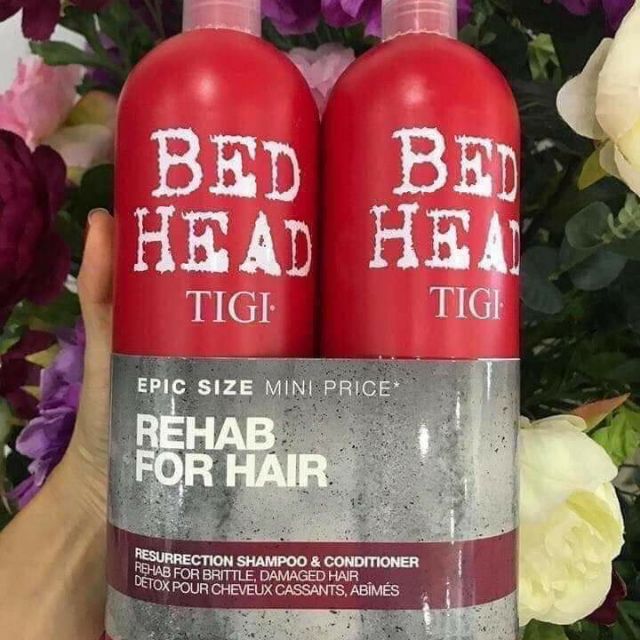 BED
HEAD
TIGI
BED
HEAD
TIGI
EPIC SIZE MINI PRICE*
REHAB
FOR HAIR
RESURRECTION SHAMPOO & CONDITIONER
REHAB FOR BRITTLE, DAMAGED HAIR
DÉTOX POUR CHEVEUX CASSANTS, ABÎMÉS